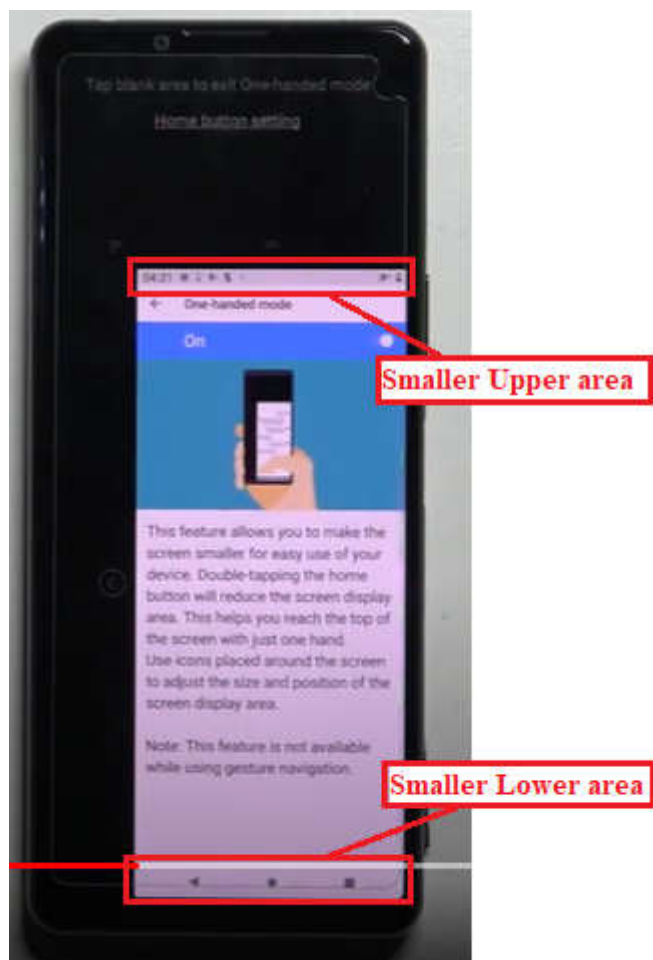 Tap blank area to exit One-handed mode
Home button setting
04:21
One-handed mode
On
Smaller Upper area
This feature allows you to make the
screen smaller for easy use of your
device. Double-tapping the home
button will reduce the screen display
area. This helps you reach the top of
the screen with just one hand.
Use icons placed around the screen
to adjust the size and position of the
screen display area.
Note: This feature is not available
while using gesture navigation.
Smaller Lower area